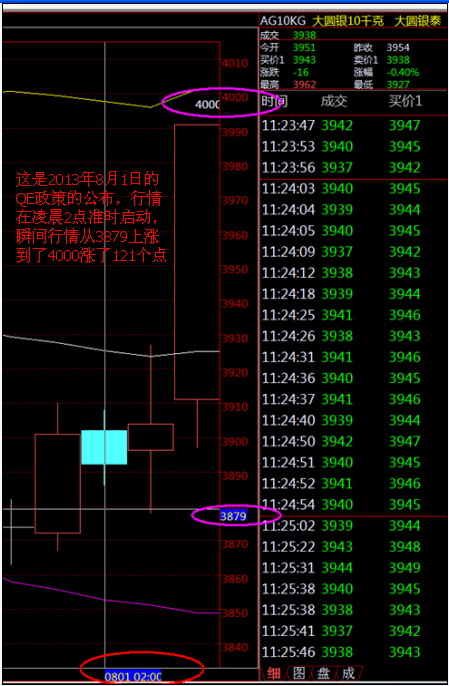 AG10KG 大圆银10千克 大圆银泰
成交 3938
今开 3951 昨收 3954
买价1 3943 卖价1 3938
涨跌 -16 涨幅 -0.40%
最高 3962 最低 3927
时间 成交 买价1
11:23:47 3942 3947
11:23:53 3940 3945
11:23:56 3937 3942
11:24:03 3940 3945
11:24:04 3939 3944
11:24:05 3940 3945
11:24:09 3937 3942
11:24:12 3938 3943
11:24:18 3939 3944
11:24:25 3941 3946
11:24:26 3938 3943
11:24:31 3941 3946
11:24:36 3940 3945
11:24:37 3941 3946
11:24:40 3939 3944
11:24:50 3942 3947
11:24:51 3940 3945
11:24:52 3941 3946
11:24:54 3940 3945
11:25:02 3939 3944
11:25:22 3943 3948
11:25:31 3944 3949
11:25:38 3940 3945
11:25:38 3938 3943
11:25:41 3937 3942
11:25:46 3938 3943
细 图 盘 成
4010
4000
4000
3990
3980
3970
3960
3950
3940
3930
3920
3910
3900
3890
3879
3870
3860
3850
3840
这是2013年8月1日的
QE政策的公布，行情
在凌晨2点准时启动，
瞬间行情从3879上涨
到了4000涨了121个点
0801 02:00